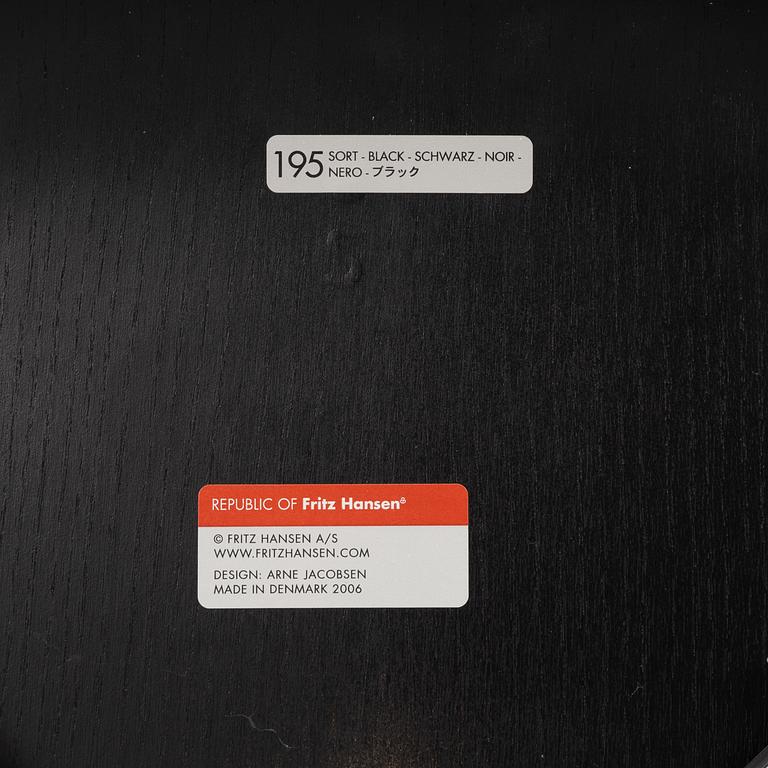 195 SORT - BLACK - SCHWARZ - NOIR -
NERO - ブラック
REPUBLIC OF Fritz Hansen®
© FRITZ HANSEN A/S
WWW.FRITZHANSEN.COM
DESIGN: ARNE JACOBSEN
MADE IN DENMARK 2006